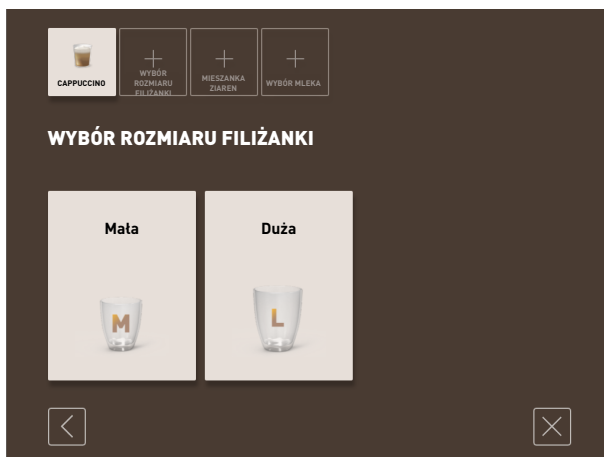 CAPPUCCINO
WYBÓR
ROZMIARU
FILIŻANKI
MIESZANKA
ZIAREN
WYBÓR MLEKA
WYBÓR ROZMIARU FILIŻANKI
Mała
Duża
M
L